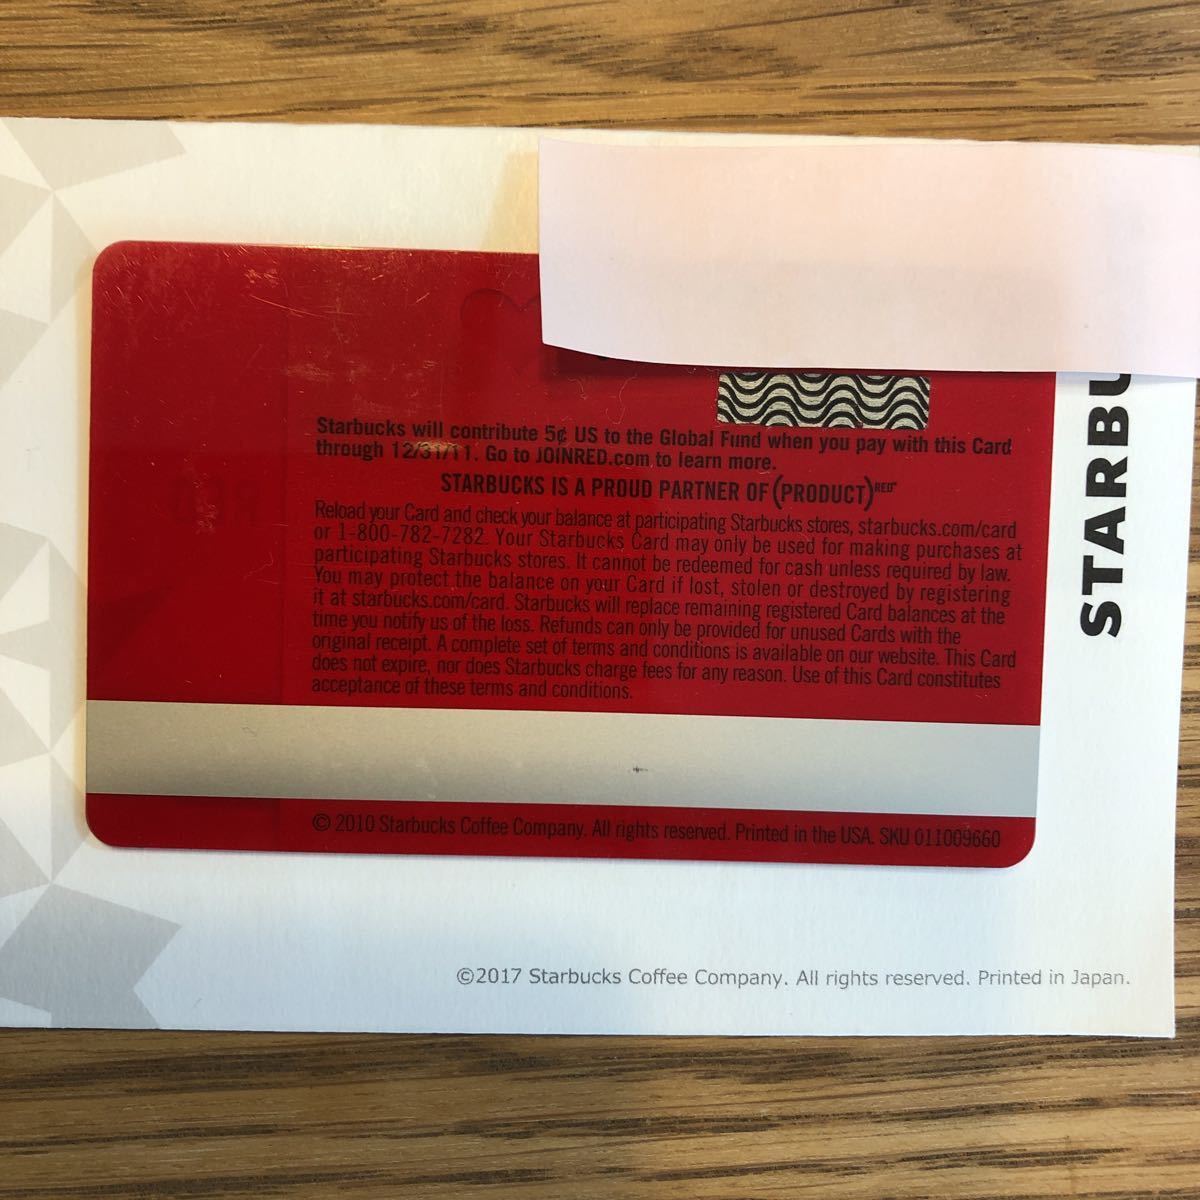 Starbucks will contribute 5¢ US to the Global Fund when you pay with this Card
through 12/31/11. Go to JOINRED.com to learn more.
STARBUCKS IS A PROUD PARTNER OF (PRODUCT)RED™
Reload your Card and check your balance at participating Starbucks stores, starbucks.com/card
or 1-800-782-7282. Your Starbucks Card may only be used for making purchases at
participating Starbucks stores. It cannot be redeemed for cash unless required by law.
You may protect the balance on your Card if lost, stolen or destroyed by registering
it at starbucks.com/card. Starbucks will replace remaining registered Card balances at the
time you notify us of the loss. Refunds can only be provided for unused Cards with the
original receipt. A complete set of terms and conditions is available on our website. This Card
does not expire, nor does Starbucks charge fees for any reason. Use of this Card constitutes
acceptance of these terms and conditions.
© 2010 Starbucks Coffee Company. All rights reserved. Printed in the USA. SKU 011009660
STARBU
©2017 Starbucks Coffee Company. All rights reserved. Printed in Japan.